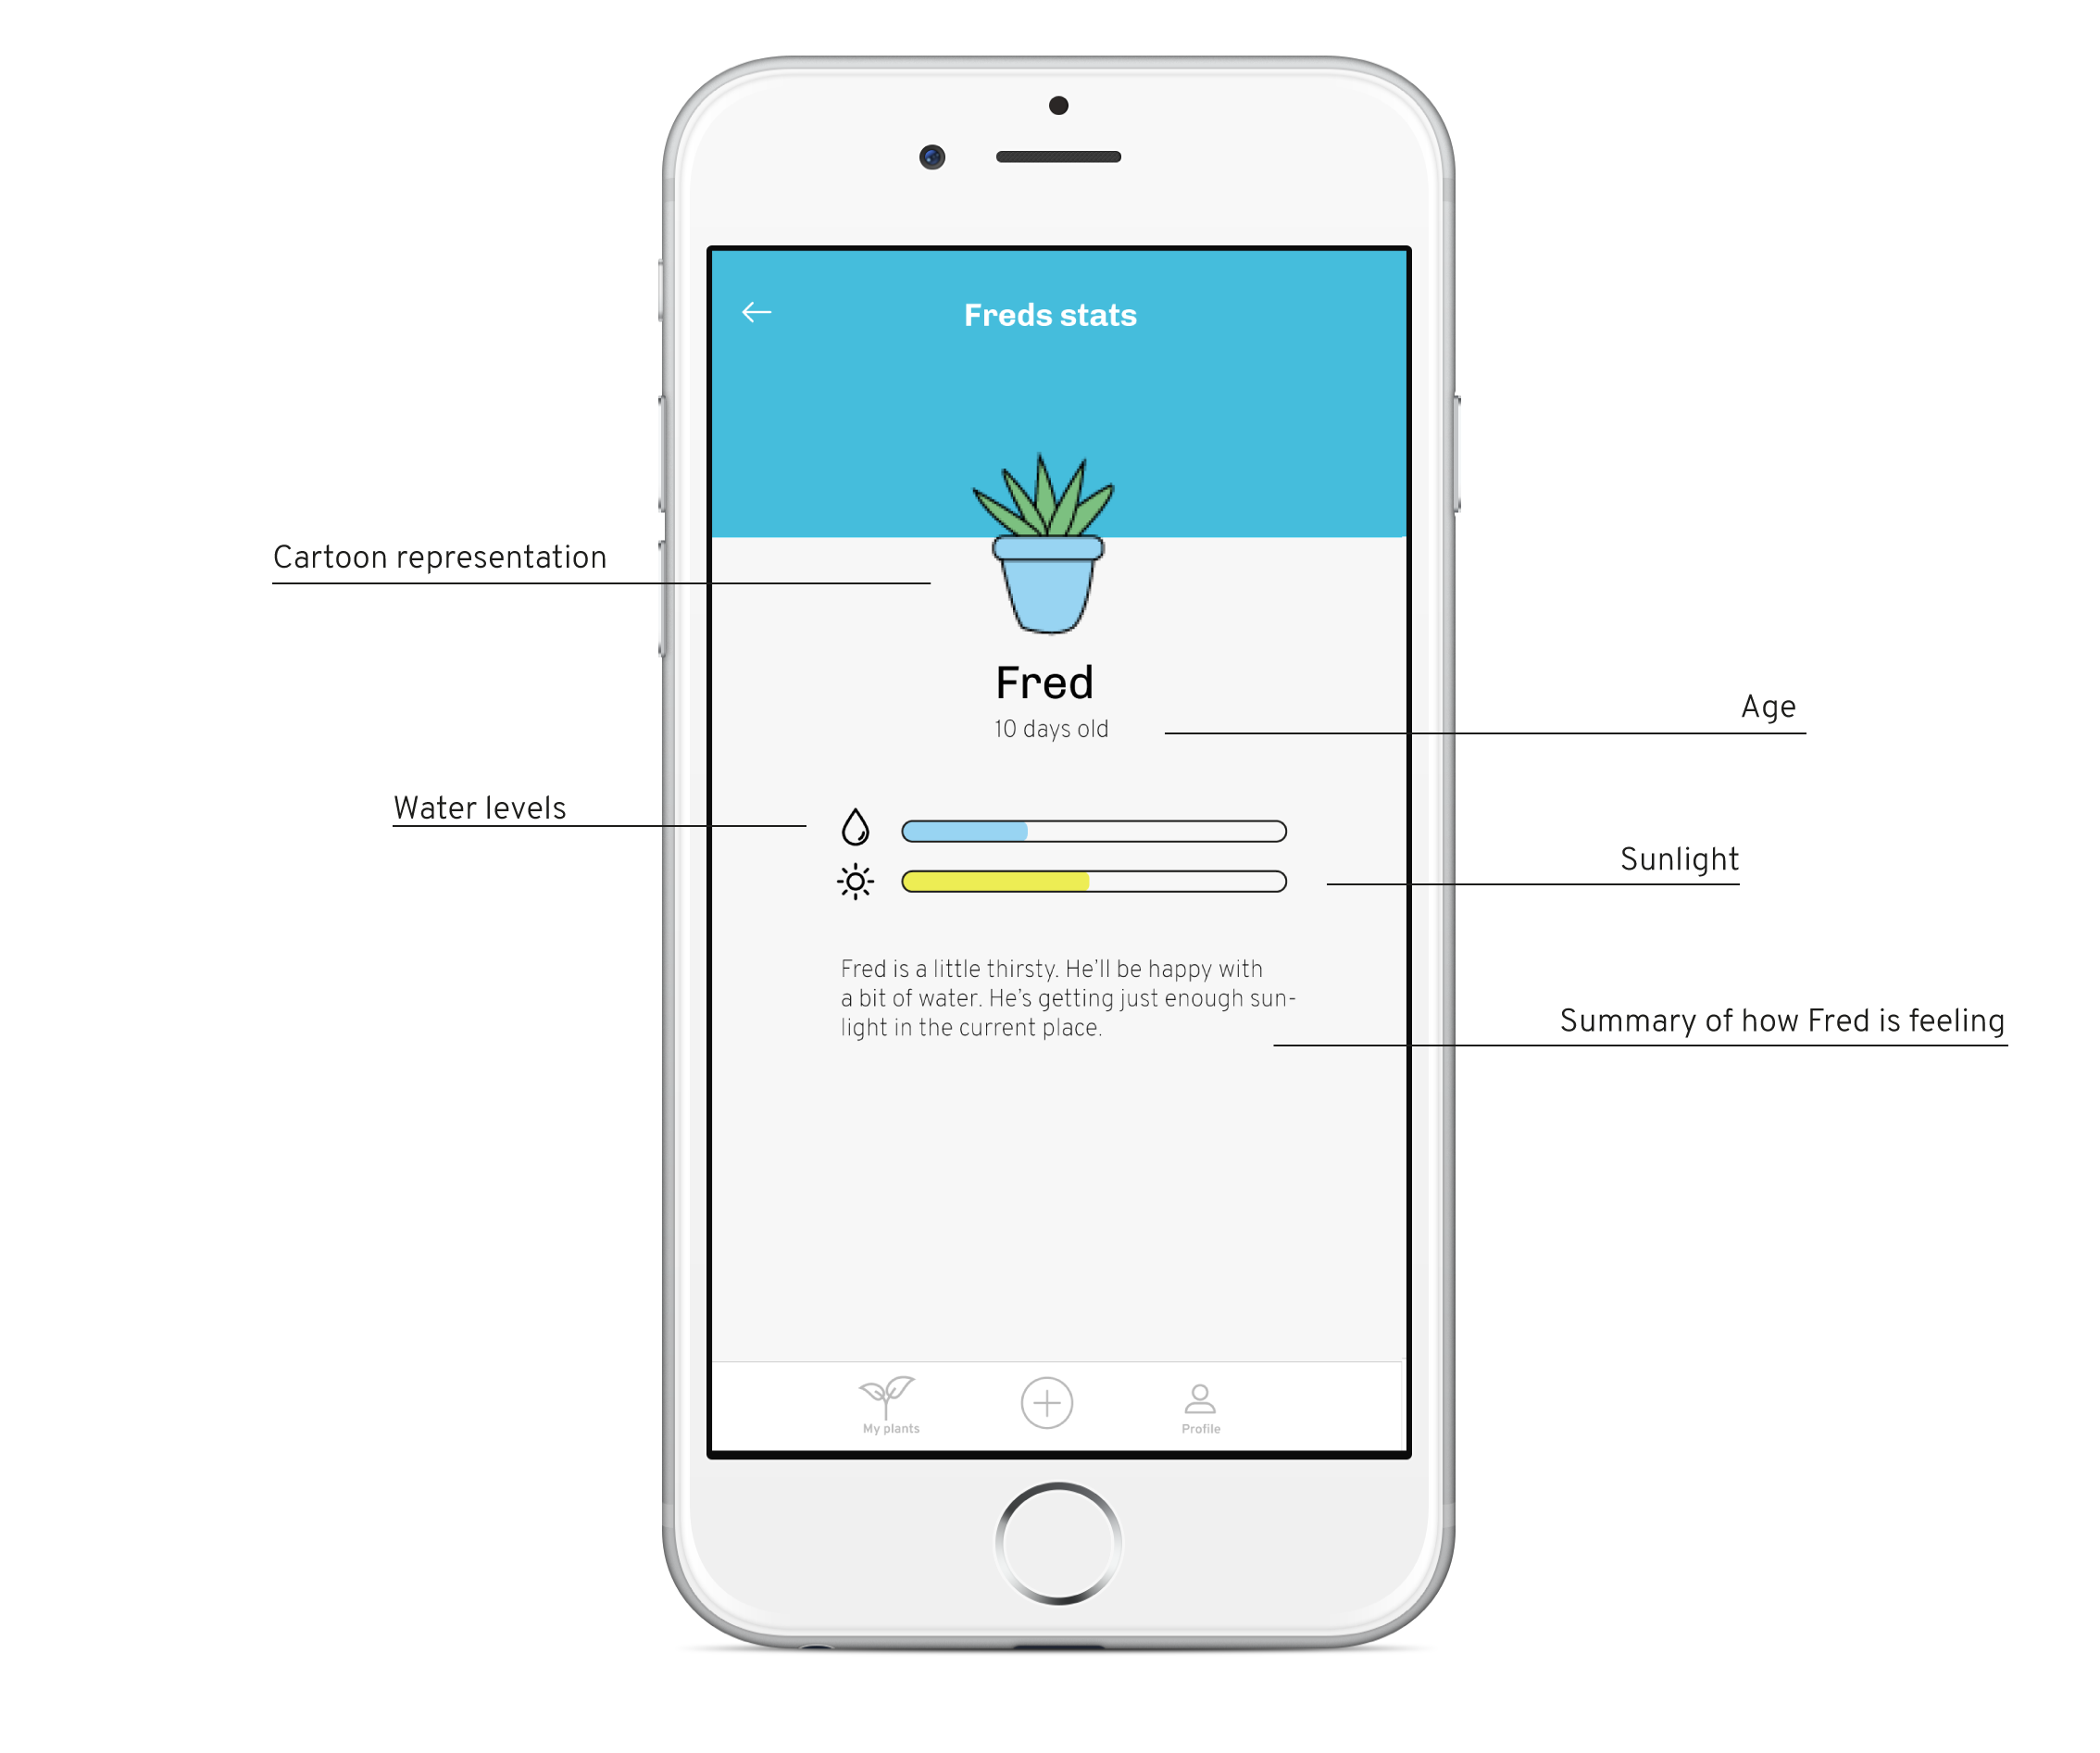 Freds stats
Cartoon representation
Fred
10 days old
Age
Water levels
Sunlight
Fred is a little thirsty. He’ll be happy with
a bit of water. He’s getting just enough sun-
light in the current place.
Summary of how Fred is feeling
My plants
Profile